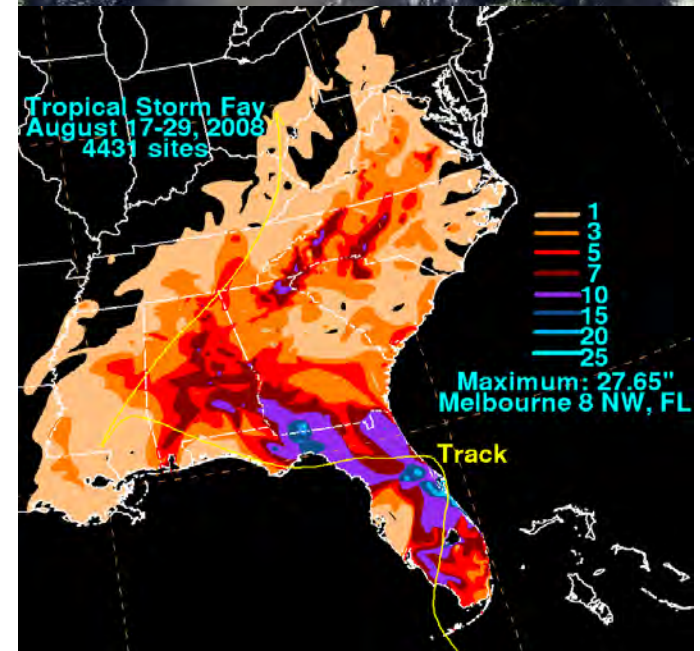 Tropical Storm Fay
August 17-29, 2008
4431 sites
1
3
5
7
10
15
20
25
Maximum: 27.65"
Melbourne 8 NW, FL
Track